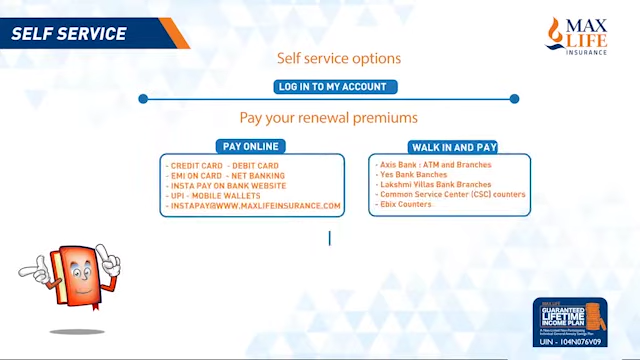 SELF SERVICE
MAX
LIFE
INSURANCE
Self service options
LOG IN TO MY ACCOUNT
Pay your renewal premiums
PAY ONLINE
- CREDIT CARD - DEBIT CARD
- EMI ON CARD - NET BANKING
- INSTA PAY ON BANK WEBSITE
- UPI - MOBILE WALLETS
- INSTAPAY@WWW.MAXLIFEINSURANCE.COM
WALK IN AND PAY
- Axis Bank : ATM and Branches
- Yes Bank Banches
- Lakshmi Villas Bank Branches
- Common Service Center (CSC) counters
- Ebix Counters
MAX LIFE
GUARANTEED
LIFETIME
INCOME PLAN
UIN - 104N076V09